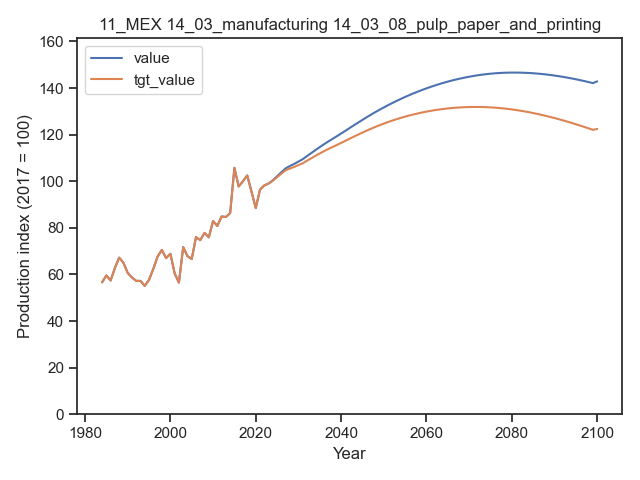 11_MEX 14_03_manufacturing 14_03_08_pulp_paper_and_printing
value
tgt_value
Production index (2017 = 100)
160
140
120
100
80
60
40
20
0
1980 2000 2020 2040 2060 2080 2100
Year